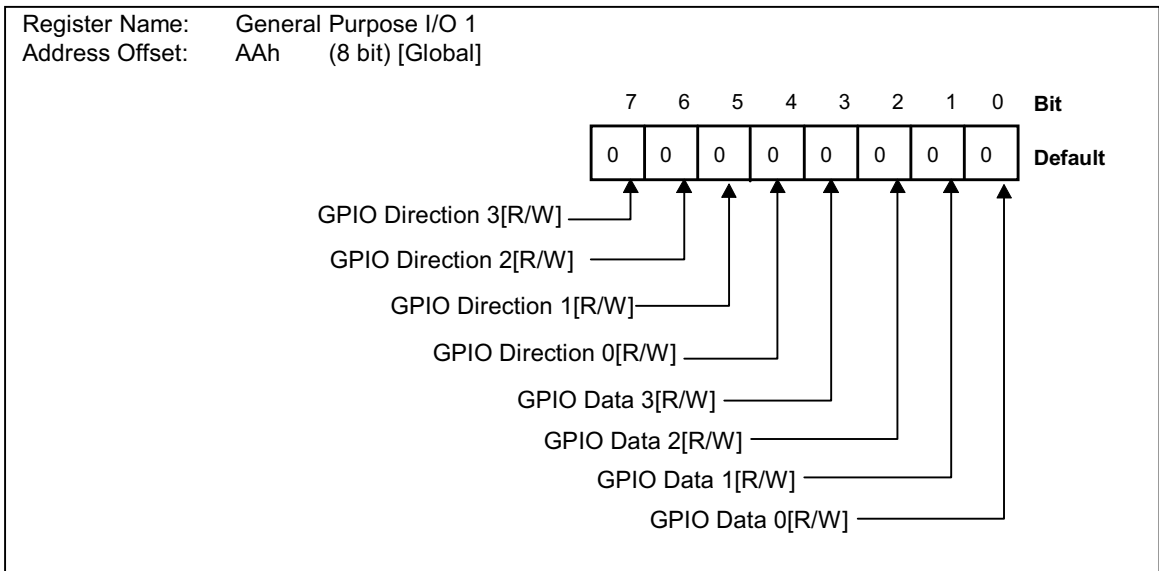 Register Name: General Purpose I/O 1
Address Offset: AAh (8 bit) [Global]
7 6 5 4 3 2 1 0 Bit
0 0 0 0 0 0 0 0 Default
GPIO Direction 3[R/W]
GPIO Direction 2[R/W]
GPIO Direction 1[R/W]
GPIO Direction 0[R/W]
GPIO Data 3[R/W]
GPIO Data 2[R/W]
GPIO Data 1[R/W]
GPIO Data 0[R/W]